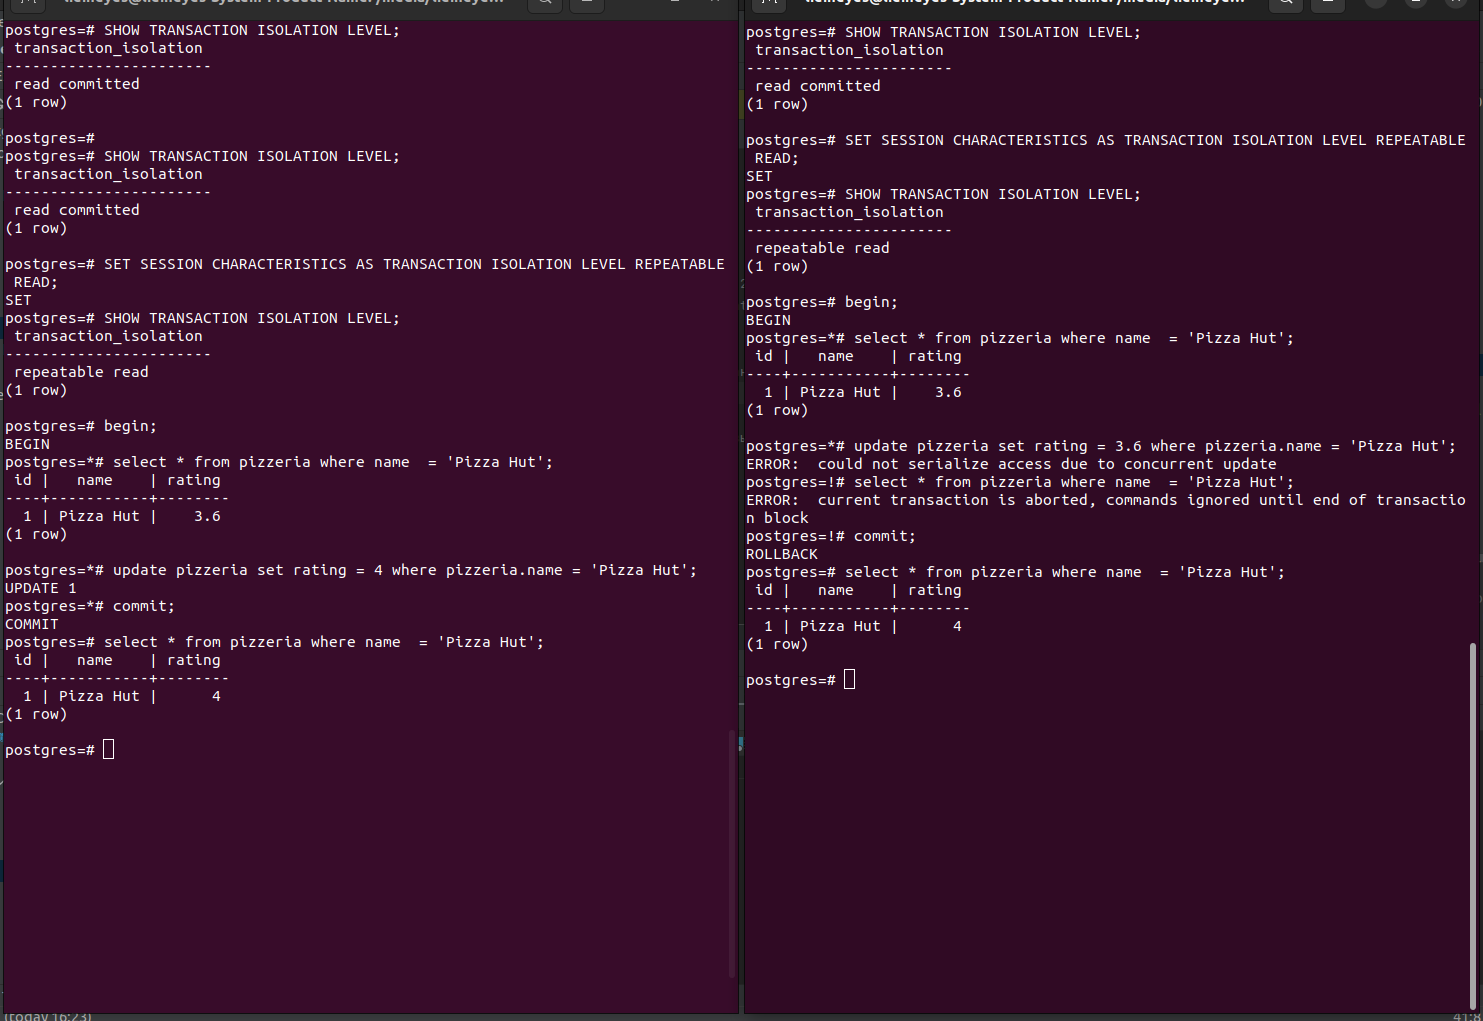 postgres=# SHOW TRANSACTION ISOLATION LEVEL;
 transaction_isolation
-----------------------
 read committed
(1 row)

postgres=#
postgres=# SHOW TRANSACTION ISOLATION LEVEL;
 transaction_isolation
-----------------------
 read committed
(1 row)

postgres=# SET SESSION CHARACTERISTICS AS TRANSACTION ISOLATION LEVEL REPEATABLE
 READ;
SET
postgres=# SHOW TRANSACTION ISOLATION LEVEL;
 transaction_isolation
-----------------------
 repeatable read
(1 row)

postgres=# begin;
BEGIN
postgres=*# select * from pizzeria where name  = 'Pizza Hut';
 id |   name    | rating
----+-----------+--------
  1 | Pizza Hut |    3.6
(1 row)

postgres=*# update pizzeria set rating = 4 where pizzeria.name = 'Pizza Hut';
UPDATE 1
postgres=*# commit;
COMMIT
postgres=# select * from pizzeria where name  = 'Pizza Hut';
 id |   name    | rating
----+-----------+--------
  1 | Pizza Hut |      4
(1 row)

postgres=#
(today 16:23)
postgres=# SHOW TRANSACTION ISOLATION LEVEL;
 transaction_isolation
-----------------------
 read committed
(1 row)

postgres=# SET SESSION CHARACTERISTICS AS TRANSACTION ISOLATION LEVEL REPEATABLE
 READ;
SET
postgres=# SHOW TRANSACTION ISOLATION LEVEL;
 transaction_isolation
-----------------------
 repeatable read
(1 row)

postgres=# begin;
BEGIN
postgres=*# select * from pizzeria where name  = 'Pizza Hut';
 id |   name    | rating
----+-----------+--------
  1 | Pizza Hut |    3.6
(1 row)

postgres=*# update pizzeria set rating = 3.6 where pizzeria.name = 'Pizza Hut';
ERROR:  could not serialize access due to concurrent update
postgres=!# select * from pizzeria where name  = 'Pizza Hut';
ERROR:  current transaction is aborted, commands ignored until end of transactio
n block
postgres=!# commit;
ROLLBACK
postgres=# select * from pizzeria where name  = 'Pizza Hut';
 id |   name    | rating
----+-----------+--------
  1 | Pizza Hut |      4
(1 row)

postgres=#